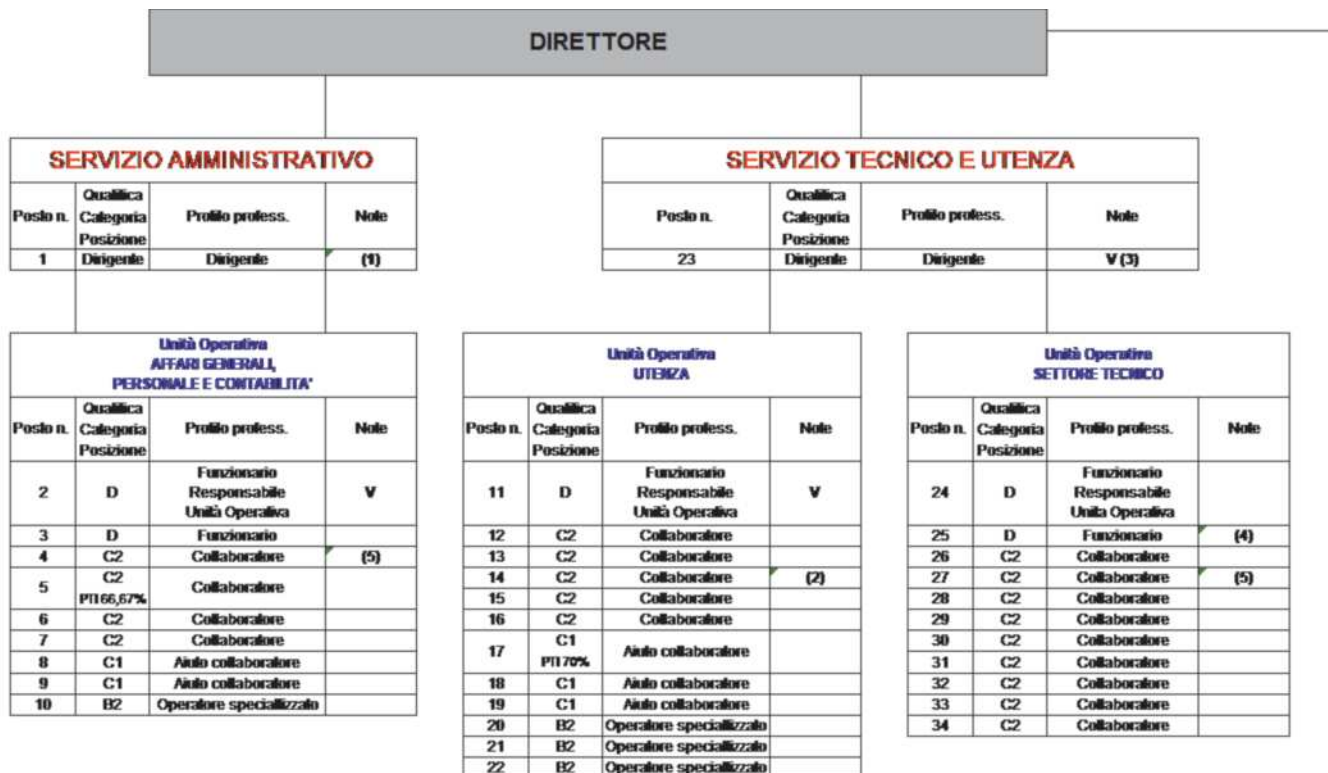 DIRETTORE
SERVIZIO AMMINISTRATIVO
Posto n. Qualifica Categoria Posizione Profilo profess. Note
1 Dirigente Dirigente (1)
SERVIZIO TECNICO E UTENZA
Posto n. Qualifica Categoria Posizione Profilo profess. Note
23 Dirigente Dirigente V (3)
Unità Operativa
AFFARI GENERALI,
PERSONALE E CONTABILITA'
Posto n. Qualifica Categoria Posizione Profilo profess. Note
2 D Funzionario Responsabile Unità Operativa V
3 D Funzionario
4 C2 Collaboratore (5)
5 C2 PTI 66,67% Collaboratore
6 C2 Collaboratore
7 C2 Collaboratore
8 C1 Aiuto collaboratore
9 C1 Aiuto collaboratore
10 B2 Operatore speciallizzato
Unità Operativa
UTENZA
Posto n. Qualifica Categoria Posizione Profilo profess. Note
11 D Funzionario Responsabile Unità Operativa V
12 C2 Collaboratore
13 C2 Collaboratore
14 C2 Collaboratore (2)
15 C2 Collaboratore
16 C2 Collaboratore
17 C1 PTI 70% Aiuto collaboratore
18 C1 Aiuto collaboratore
19 C1 Aiuto collaboratore
20 B2 Operatore speciallizzato
21 B2 Operatore speciallizzato
22 B2 Operatore speciallizzato
Unità Operativa
SETTORE TECNICO
Posto n. Qualifica Categoria Posizione Profilo profess. Note
24 D Funzionario Responsabile Unita Operativa
25 D Funzionario (4)
26 C2 Collaboratore
27 C2 Collaboratore (5)
28 C2 Collaboratore
29 C2 Collaboratore
30 C2 Collaboratore
31 C2 Collaboratore
32 C2 Collaboratore
33 C2 Collaboratore
34 C2 Collaboratore